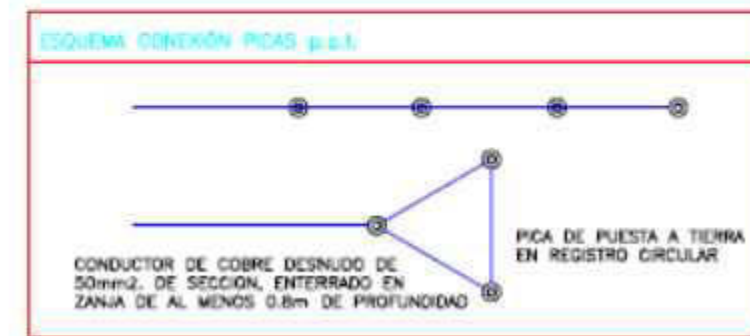 ESQUEMA CONEXIÓN PICAS p.a.t.
PICA DE PUESTA A TIERRA
EN REGISTRO CIRCULAR
CONDUCTOR DE COBRE DESNUDO DE
50mm2. DE SECCION, ENTERRADO EN
ZANJA DE AL MENOS 0.8m DE PROFUNDIDAD